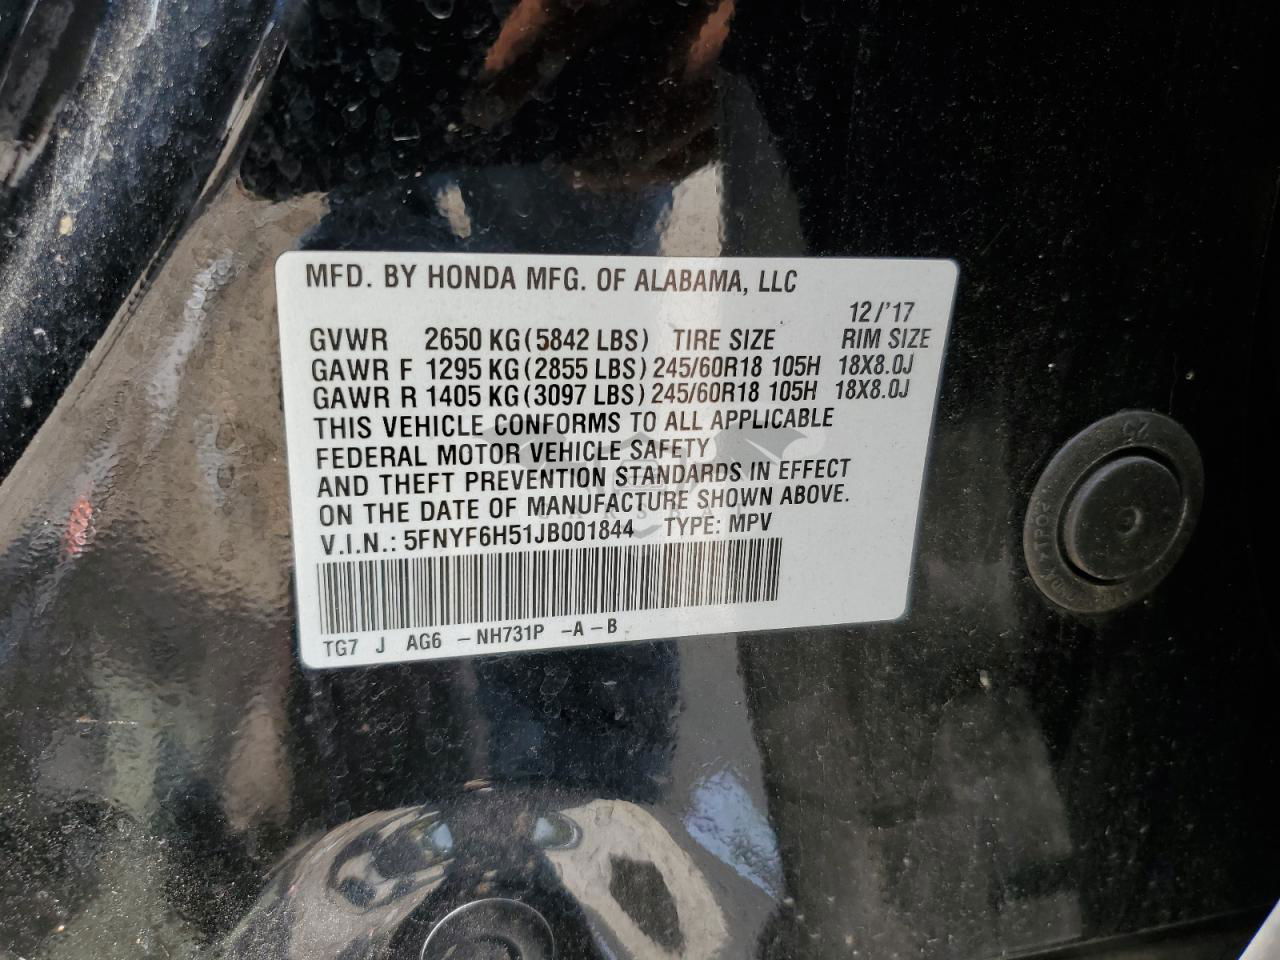 MFD. BY HONDA MFG. OF ALABAMA, LLC
12/'17
GVWR 2650 KG(5842 LBS) TIRE SIZE RIM SIZE
GAWR F 1295 KG(2855 LBS) 245/60R18 105H 18X8.0J
GAWR R 1405 KG(3097 LBS) 245/60R18 105H 18X8.0J
THIS VEHICLE CONFORMS TO ALL APPLICABLE
FEDERAL MOTOR VEHICLE SAFETY
AND THEFT PREVENTION STANDARDS IN EFFECT
ON THE DATE OF MANUFACTURE SHOWN ABOVE.
V.I.N.: 5FNYF6H51JB001844 TYPE: MPV
TG7 J AG6 -NH731P -A-B